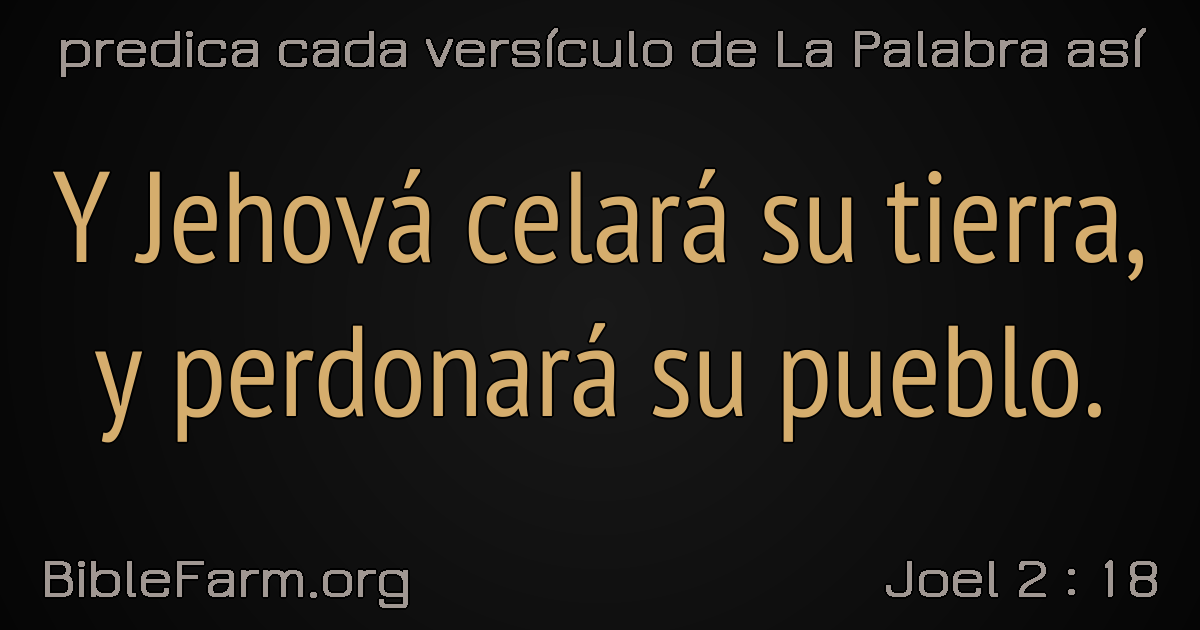 predica cada versículo de La Palabra así
Y Jehová celará su tierra,
y perdonará su pueblo.
BibleFarm.org
Joel 2 : 18